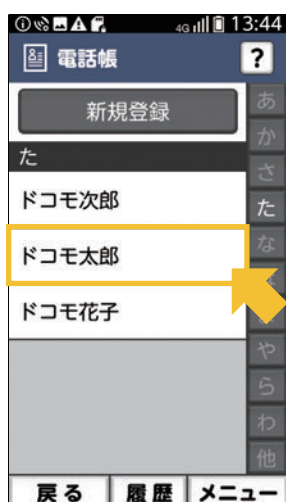 4G 13:44
電話帳 ?
新規登録
あ
か
さ
た
ドコモ次郎
た
ドコモ太郎
な
ドコモ花子
や
ら
わ
他
戻る 履歴 メニュー